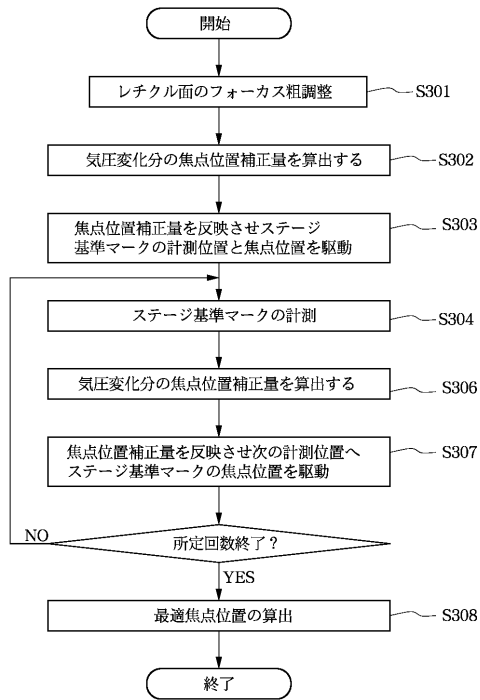 開始
レチクル面のフォーカス粗調整
S301
気圧変化分の焦点位置補正量を算出する
S302
焦点位置補正量を反映させステージ
基準マークの計測位置と焦点位置を駆動
S303
ステージ基準マークの計測
S304
気圧変化分の焦点位置補正量を算出する
S306
焦点位置補正量を反映させ次の計測位置へ
ステージ基準マークの焦点位置を駆動
S307
NO
所定回数終了？
YES
最適焦点位置の算出
S308
終了